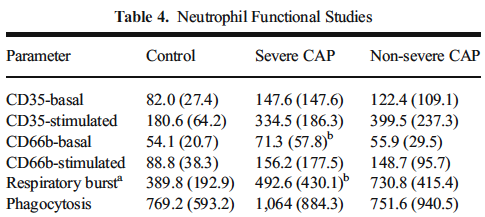 Table 4. Neutrophil Functional Studies
Parameter Control Severe CAP Non-severe CAP
CD35-basal 82.0 (27.4) 147.6 (147.6) 122.4 (109.1)
CD35-stimulated 180.6 (64.2) 334.5 (186.3) 399.5 (237.3)
CD66b-basal 54.1 (20.7) 71.3 (57.8)b 55.9 (29.5)
CD66b-stimulated 88.8 (38.3) 156.2 (177.5) 148.7 (95.7)
Respiratory bursta 389.8 (192.9) 492.6 (430.1)b 730.8 (415.4)
Phagocytosis 769.2 (593.2) 1,064 (884.3) 751.6 (940.5)